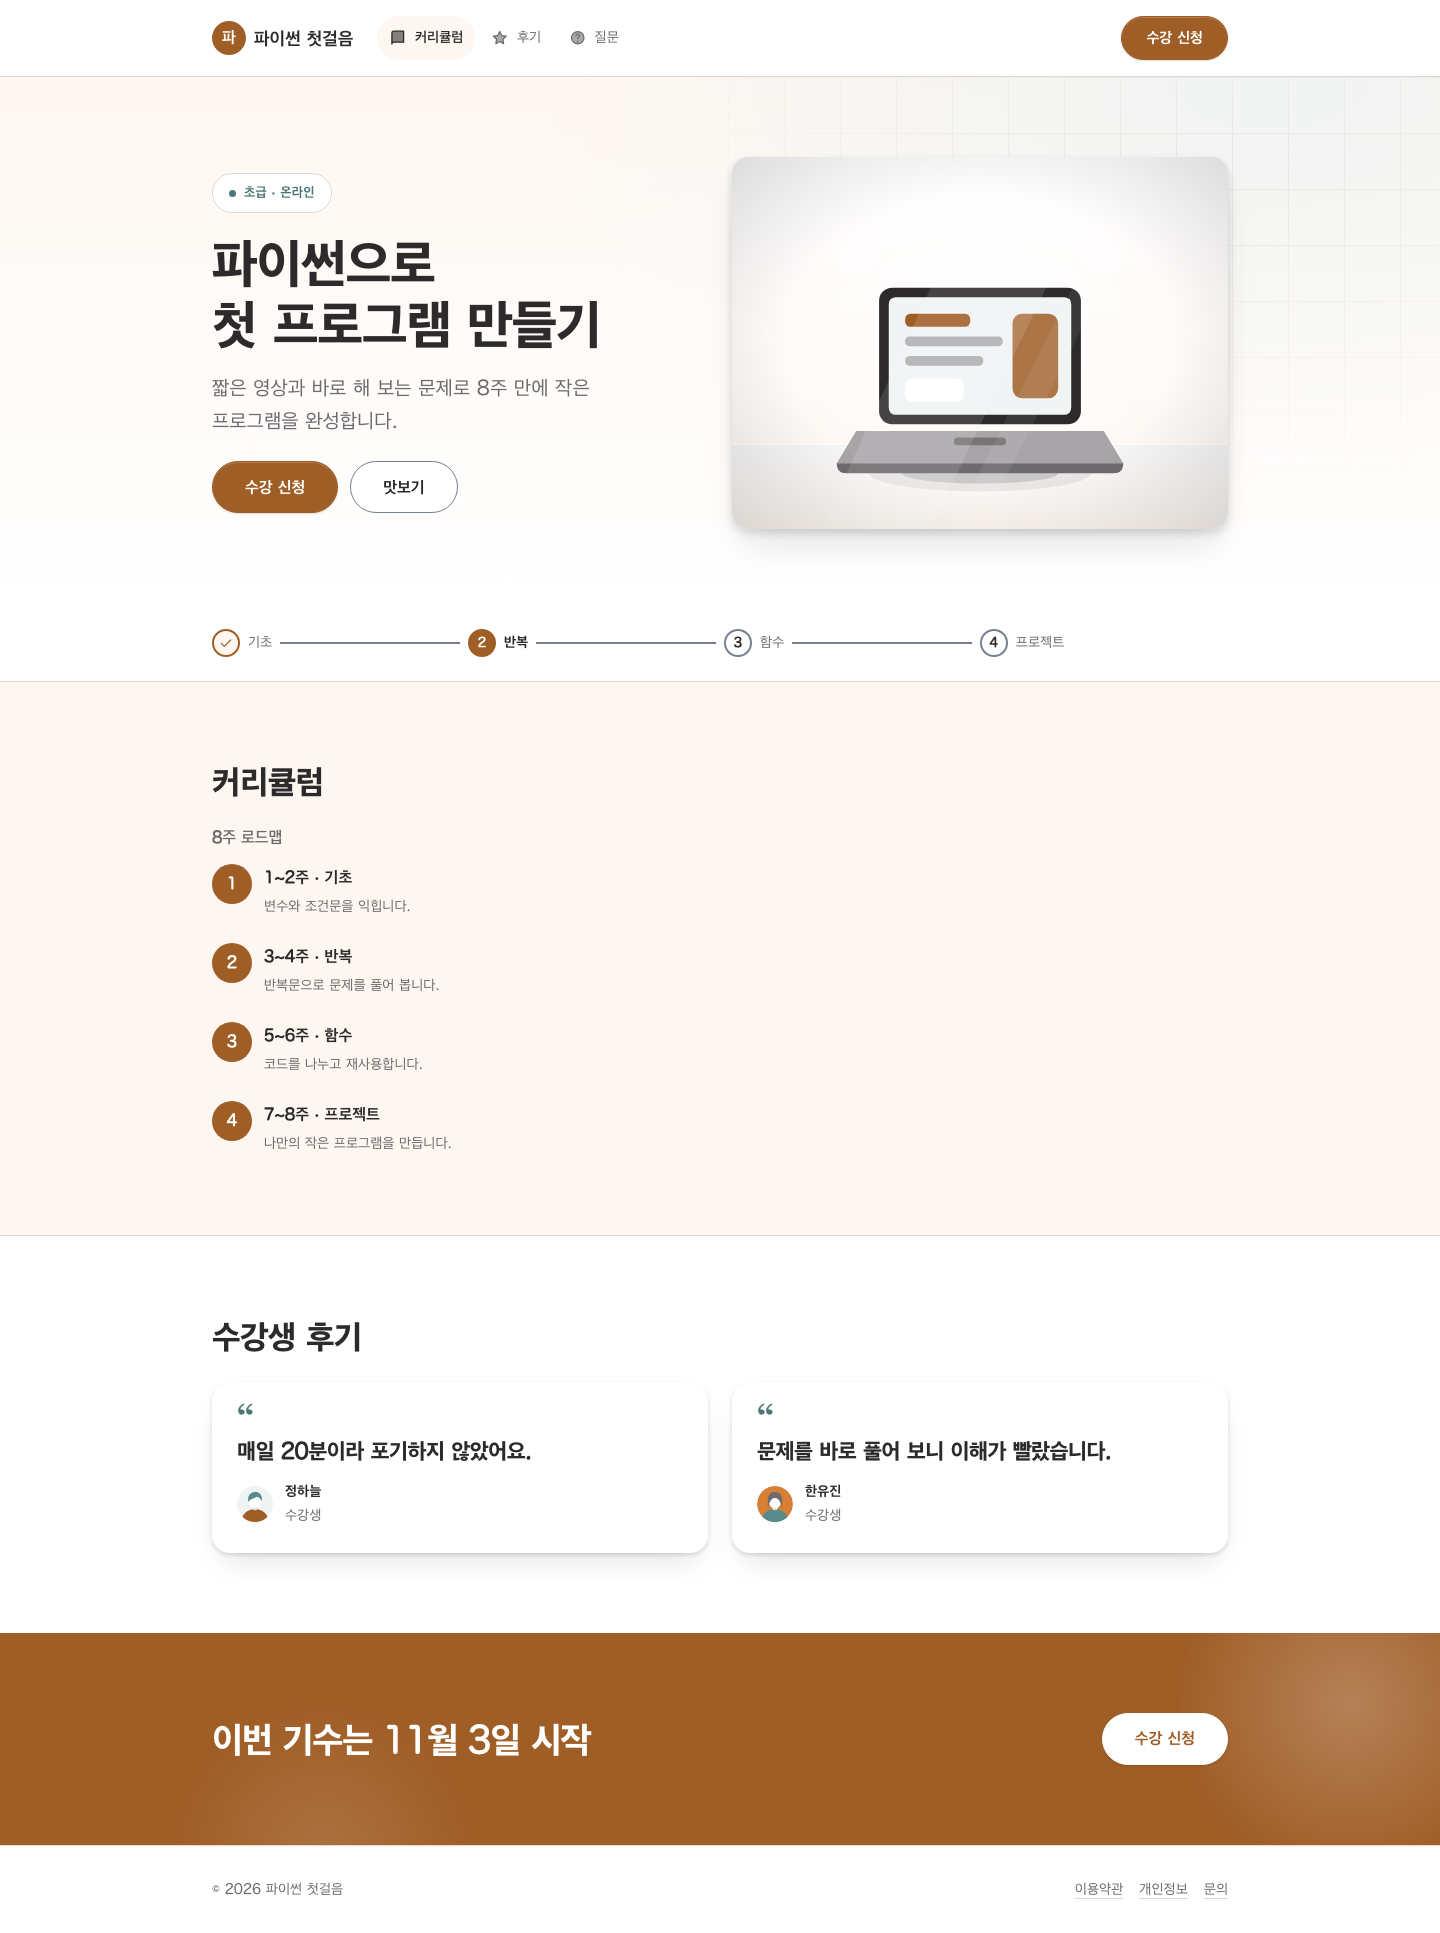 파 파이썬 첫걸음 커리큘럼 후기 질문 수강 신청
초급 · 온라인
파이썬으로
첫 프로그램 만들기
짧은 영상과 바로 해 보는 문제로 8주 만에 작은
프로그램을 완성합니다.
수강 신청 맛보기
기초 2 반복 3 함수 4 프로젝트
커리큘럼
8주 로드맵
1 1~2주 · 기초
변수와 조건문을 익힙니다.
2 3~4주 · 반복
반복문으로 문제를 풀어 봅니다.
3 5~6주 · 함수
코드를 나누고 재사용합니다.
4 7~8주 · 프로젝트
나만의 작은 프로그램을 만듭니다.
수강생 후기
“
매일 20분이라 포기하지 않았어요.
정하늘
수강생
“
문제를 바로 풀어 보니 이해가 빨랐습니다.
한유진
수강생
이번 기수는 11월 3일 시작 수강 신청
© 2026 파이썬 첫걸음 이용약관 개인정보 문의